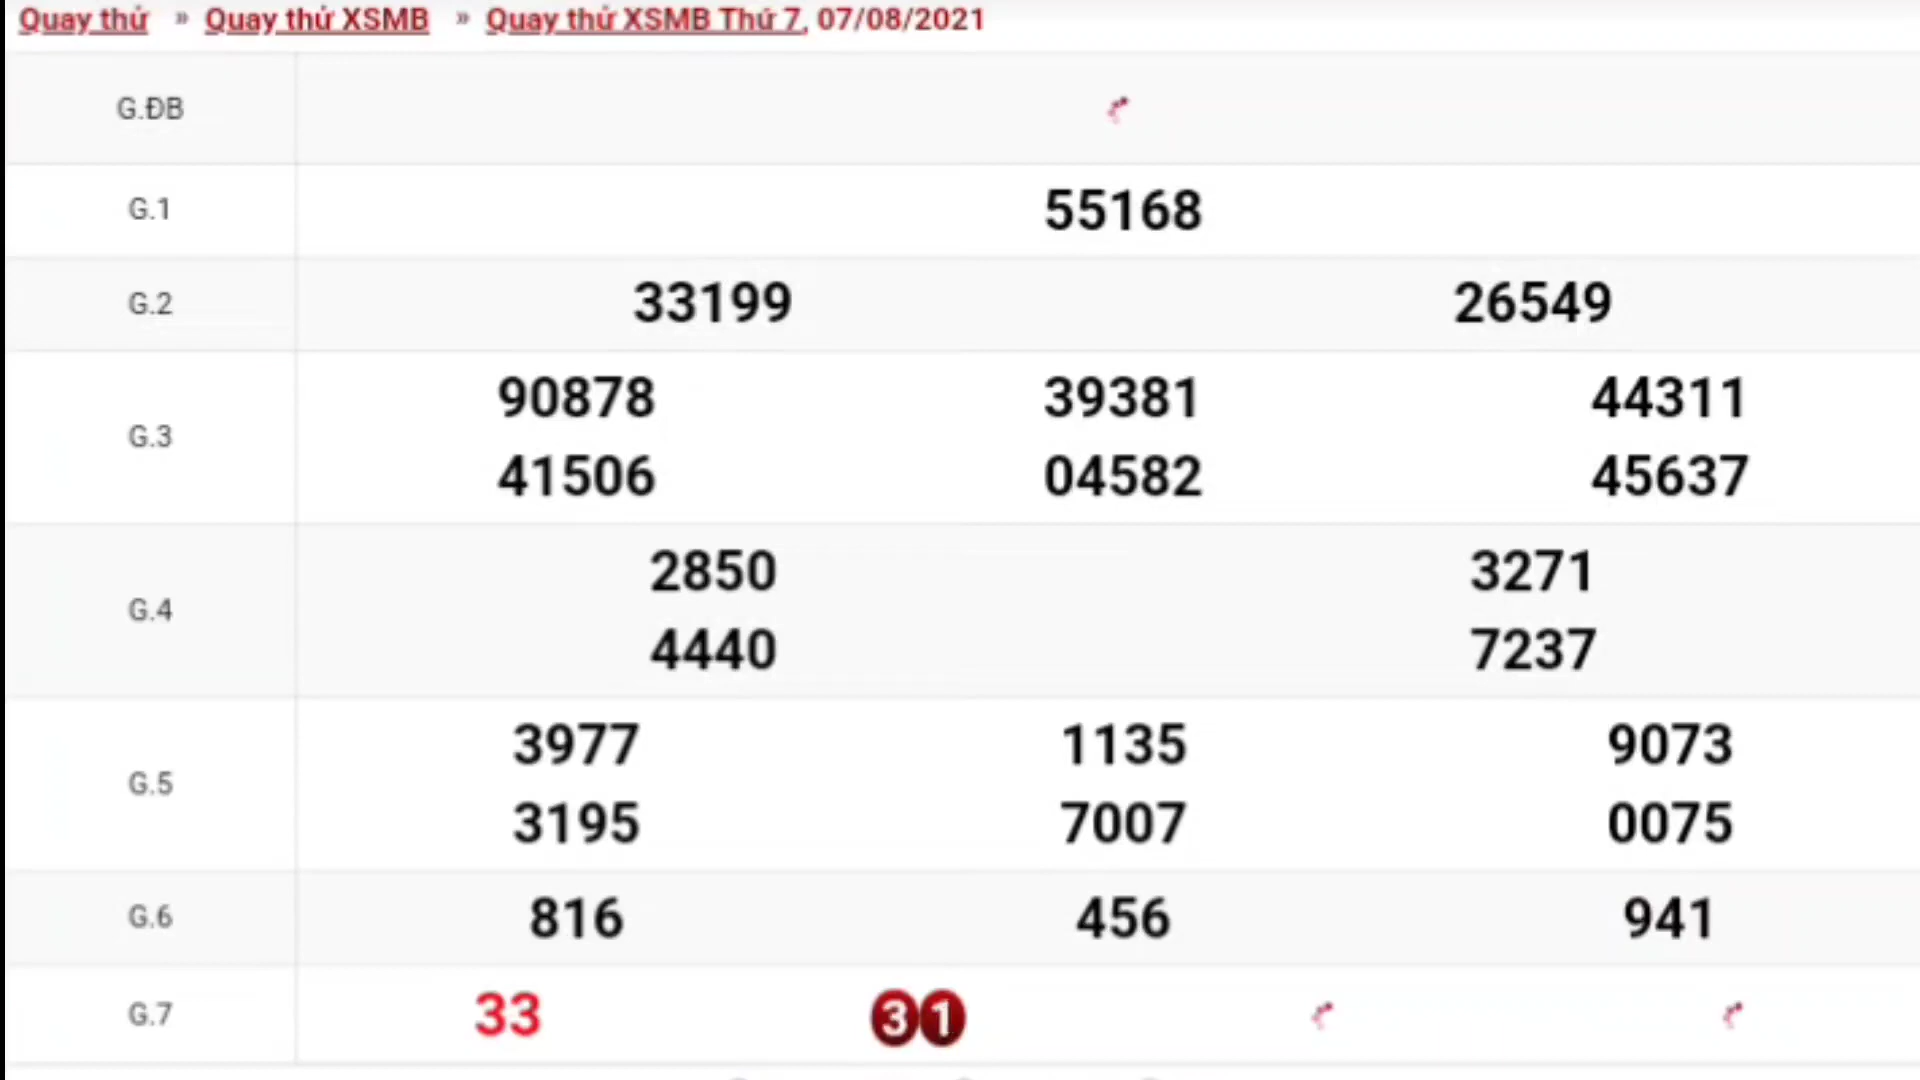 Quay thử » Quay thử XSMB » Quay thử XSMB Thứ 7, 07/08/2021
G.ĐB
G.1 55168
G.2 33199 26549
G.3 90878 39381 44311
41506 04582 45637
G.4 2850 3271
4440 7237
G.5 3977 1135 9073
3195 7007 0075
G.6 816 456 941
G.7 33 31